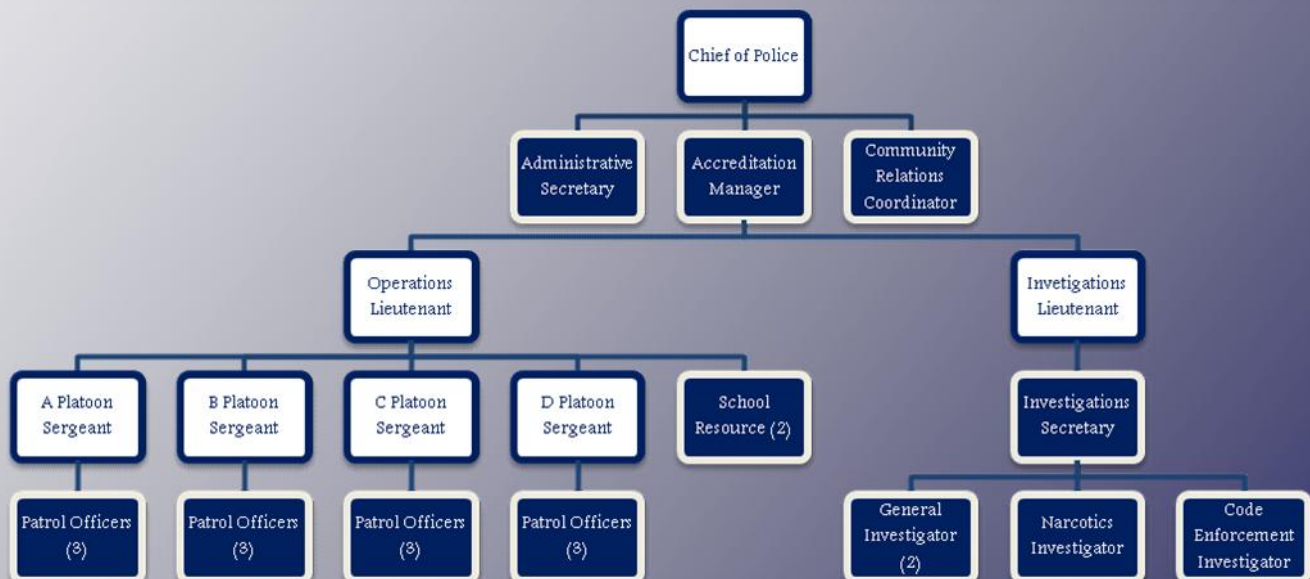 Chief of Police
Administrative
Secretary
Accreditation
Manager
Community
Relations
Coordinator
Operations
Lieutenant
Invetigations
Lieutenant
A Platoon
Sergeant
B Platoon
Sergeant
C Platoon
Sergeant
D Platoon
Sergeant
School
Resource (2)
Investigations
Secretary
Patrol Officers
(3)
Patrol Officers
(3)
Patrol Officers
(3)
Patrol Officers
(3)
General
Investigator
(2)
Narcotics
Investigator
Code
Enforcement
Investigator